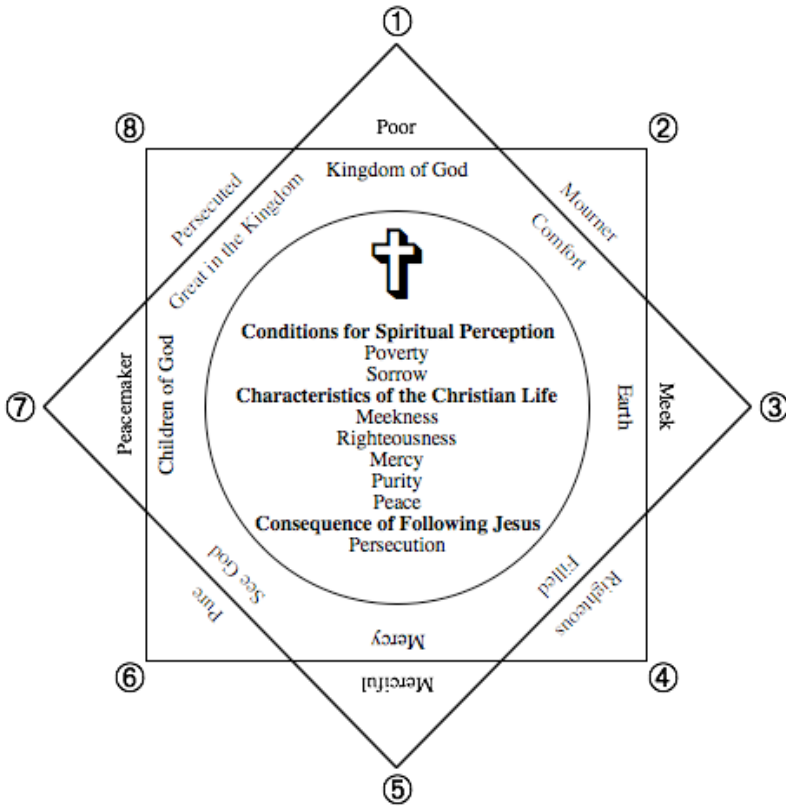 ①
Poor
Kingdom of God
②
Mourner
Comfort
③
Meek
Earth
④
Righteous
Filled
⑤
Merciful
Mercy
⑥
Pure
See God
⑦
Peacemaker
Children of God
⑧
Persecuted
Great in the Kingdom
Conditions for Spiritual Perception
Poverty
Sorrow
Characteristics of the Christian Life
Meekness
Righteousness
Mercy
Purity
Peace
Consequence of Following Jesus
Persecution